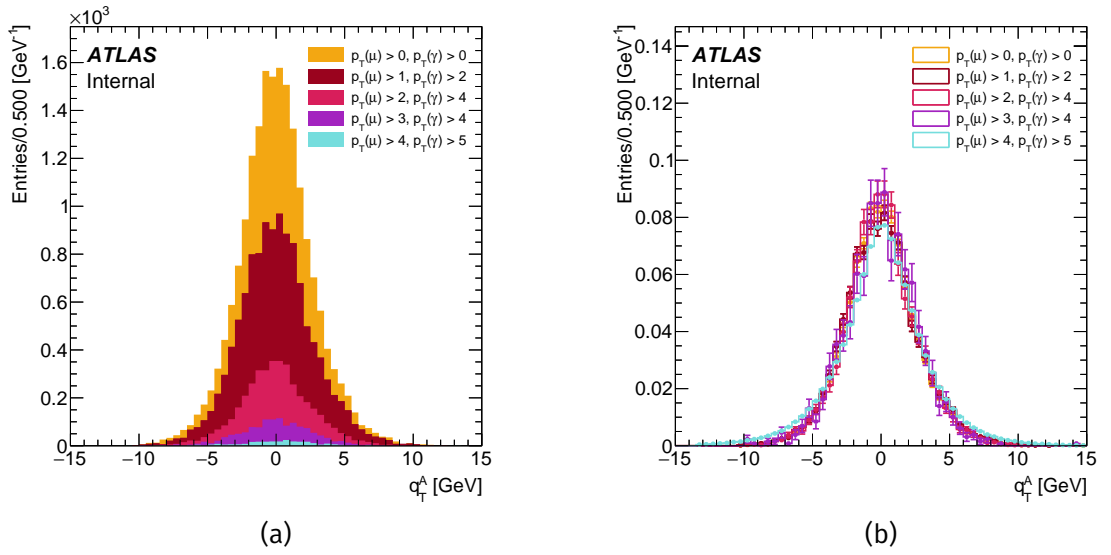 ×10³
Entries/0.500 [GeV⁻¹]
1.6
1.4
1.2
1
0.8
0.6
0.4
0.2
0
ATLAS
Internal
p_T(μ) > 0, p_T(γ) > 0
p_T(μ) > 1, p_T(γ) > 2
p_T(μ) > 2, p_T(γ) > 4
p_T(μ) > 3, p_T(γ) > 4
p_T(μ) > 4, p_T(γ) > 5
−15 −10 −5 0 5 10 15
q_T^A [GeV]
(a)
Entries/0.500 [GeV⁻¹]
0.14
0.12
0.1
0.08
0.06
0.04
0.02
0
ATLAS
Internal
p_T(μ) > 0, p_T(γ) > 0
p_T(μ) > 1, p_T(γ) > 2
p_T(μ) > 2, p_T(γ) > 4
p_T(μ) > 3, p_T(γ) > 4
p_T(μ) > 4, p_T(γ) > 5
−15 −10 −5 0 5 10 15
q_T^A [GeV]
(b)